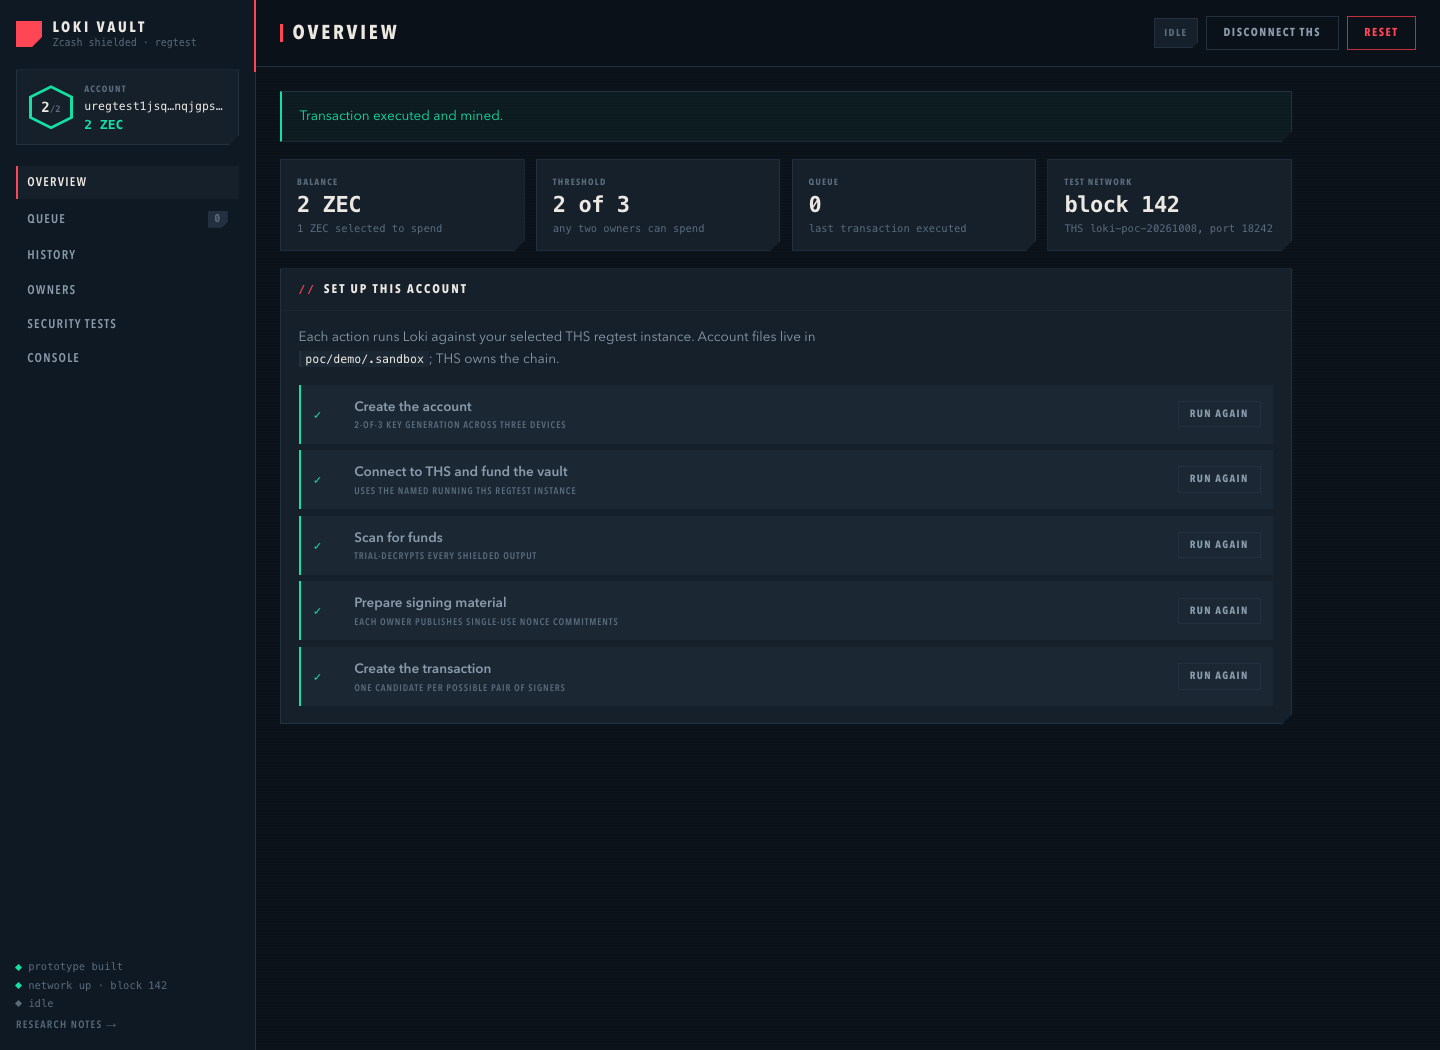 LOKI VAULT
Zcash shielded · regtest
2/2
ACCOUNT
uregtest1jsq…nqjgps…
2 ZEC
OVERVIEW
QUEUE 0
HISTORY
OWNERS
SECURITY TESTS
CONSOLE
prototype built
network up · block 142
idle
RESEARCH NOTES →
OVERVIEW
IDLE
DISCONNECT THS
RESET
Transaction executed and mined.
BALANCE
2 ZEC
1 ZEC selected to spend
THRESHOLD
2 of 3
any two owners can spend
QUEUE
0
last transaction executed
TEST NETWORK
block 142
THS loki-poc-20261008, port 18242
// SET UP THIS ACCOUNT
Each action runs Loki against your selected THS regtest instance. Account files live in
poc/demo/.sandbox; THS owns the chain.
✓ Create the account
2-OF-3 KEY GENERATION ACROSS THREE DEVICES
RUN AGAIN
✓ Connect to THS and fund the vault
USES THE NAMED RUNNING THS REGTEST INSTANCE
RUN AGAIN
✓ Scan for funds
TRIAL-DECRYPTS EVERY SHIELDED OUTPUT
RUN AGAIN
✓ Prepare signing material
EACH OWNER PUBLISHES SINGLE-USE NONCE COMMITMENTS
RUN AGAIN
✓ Create the transaction
ONE CANDIDATE PER POSSIBLE PAIR OF SIGNERS
RUN AGAIN